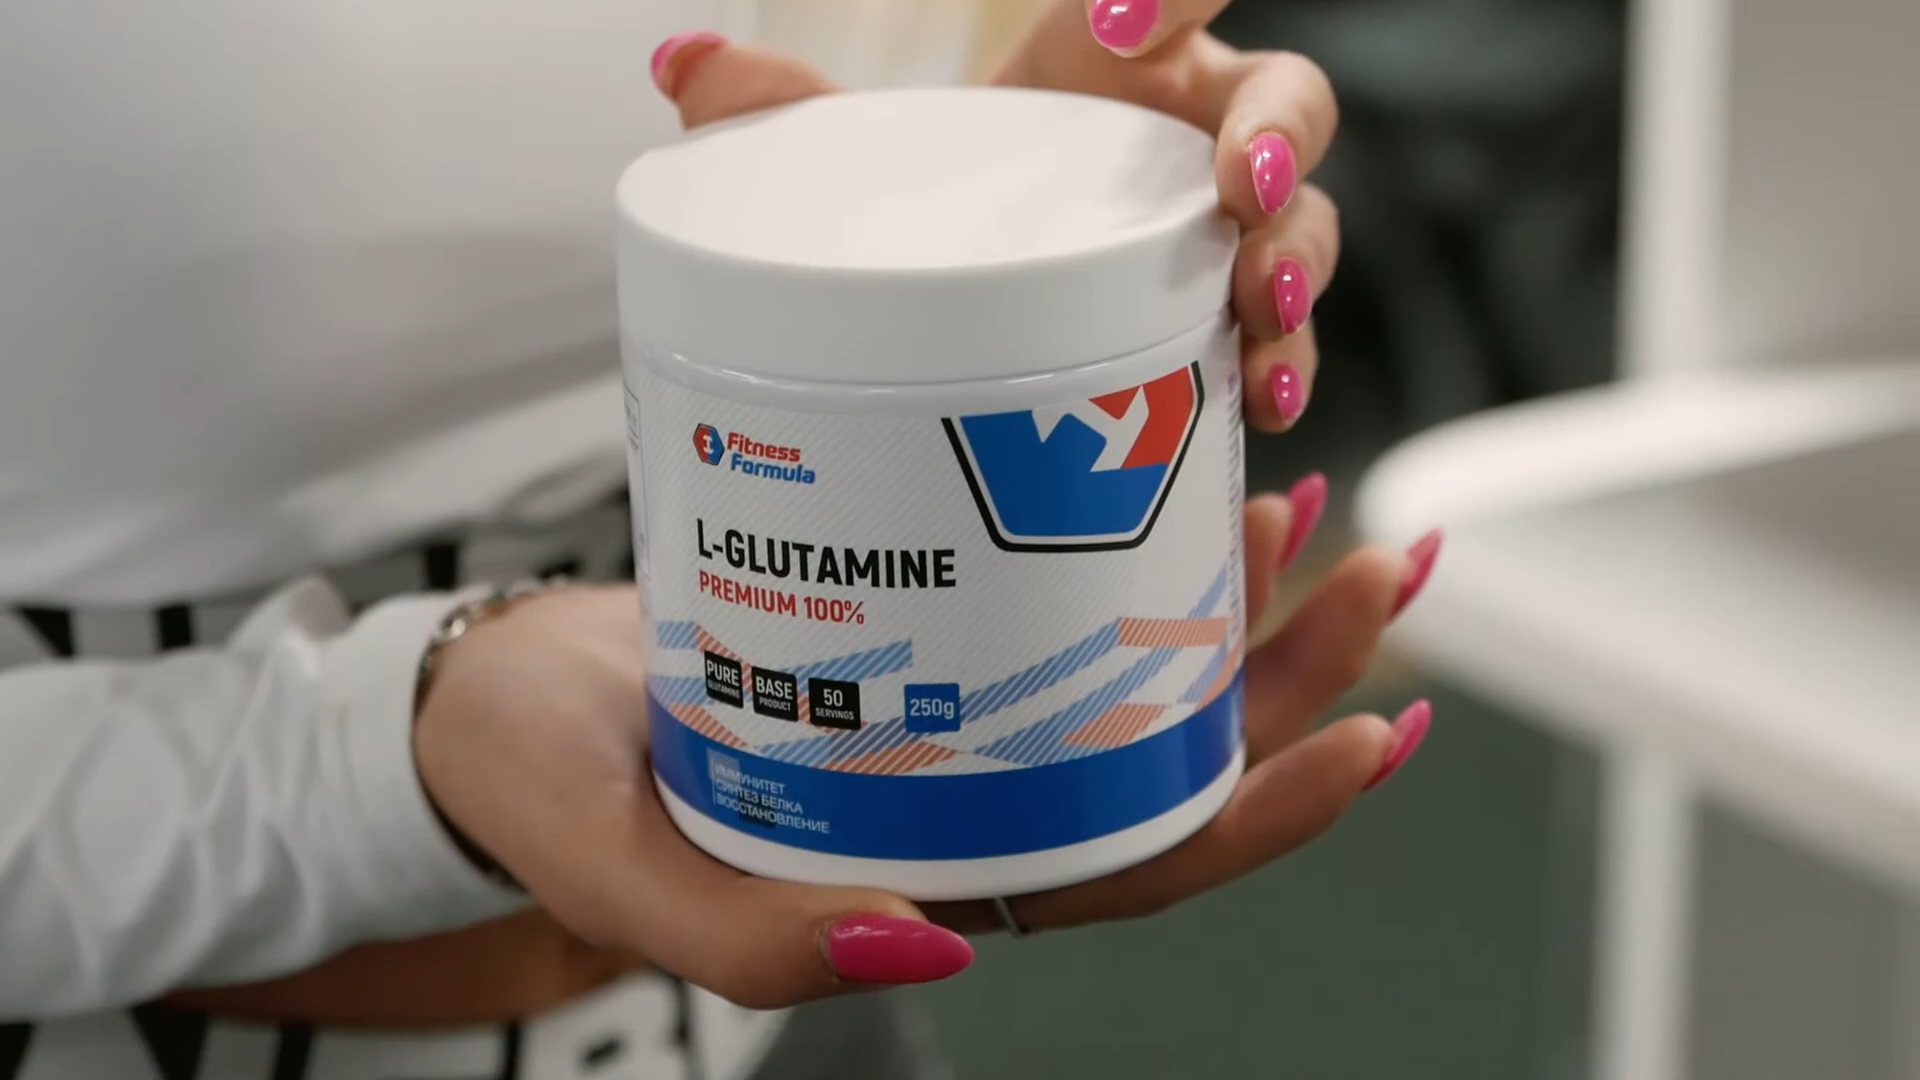 Fitness
Formula
L-GLUTAMINE
PREMIUM 100%
PURE
GLUTAMINE
BASE
PRODUCT
50
SERVINGS
250g
ИММУНИТЕТ
СИНТЕЗ БЕЛКА
ВОССТАНОВЛЕНИЕ